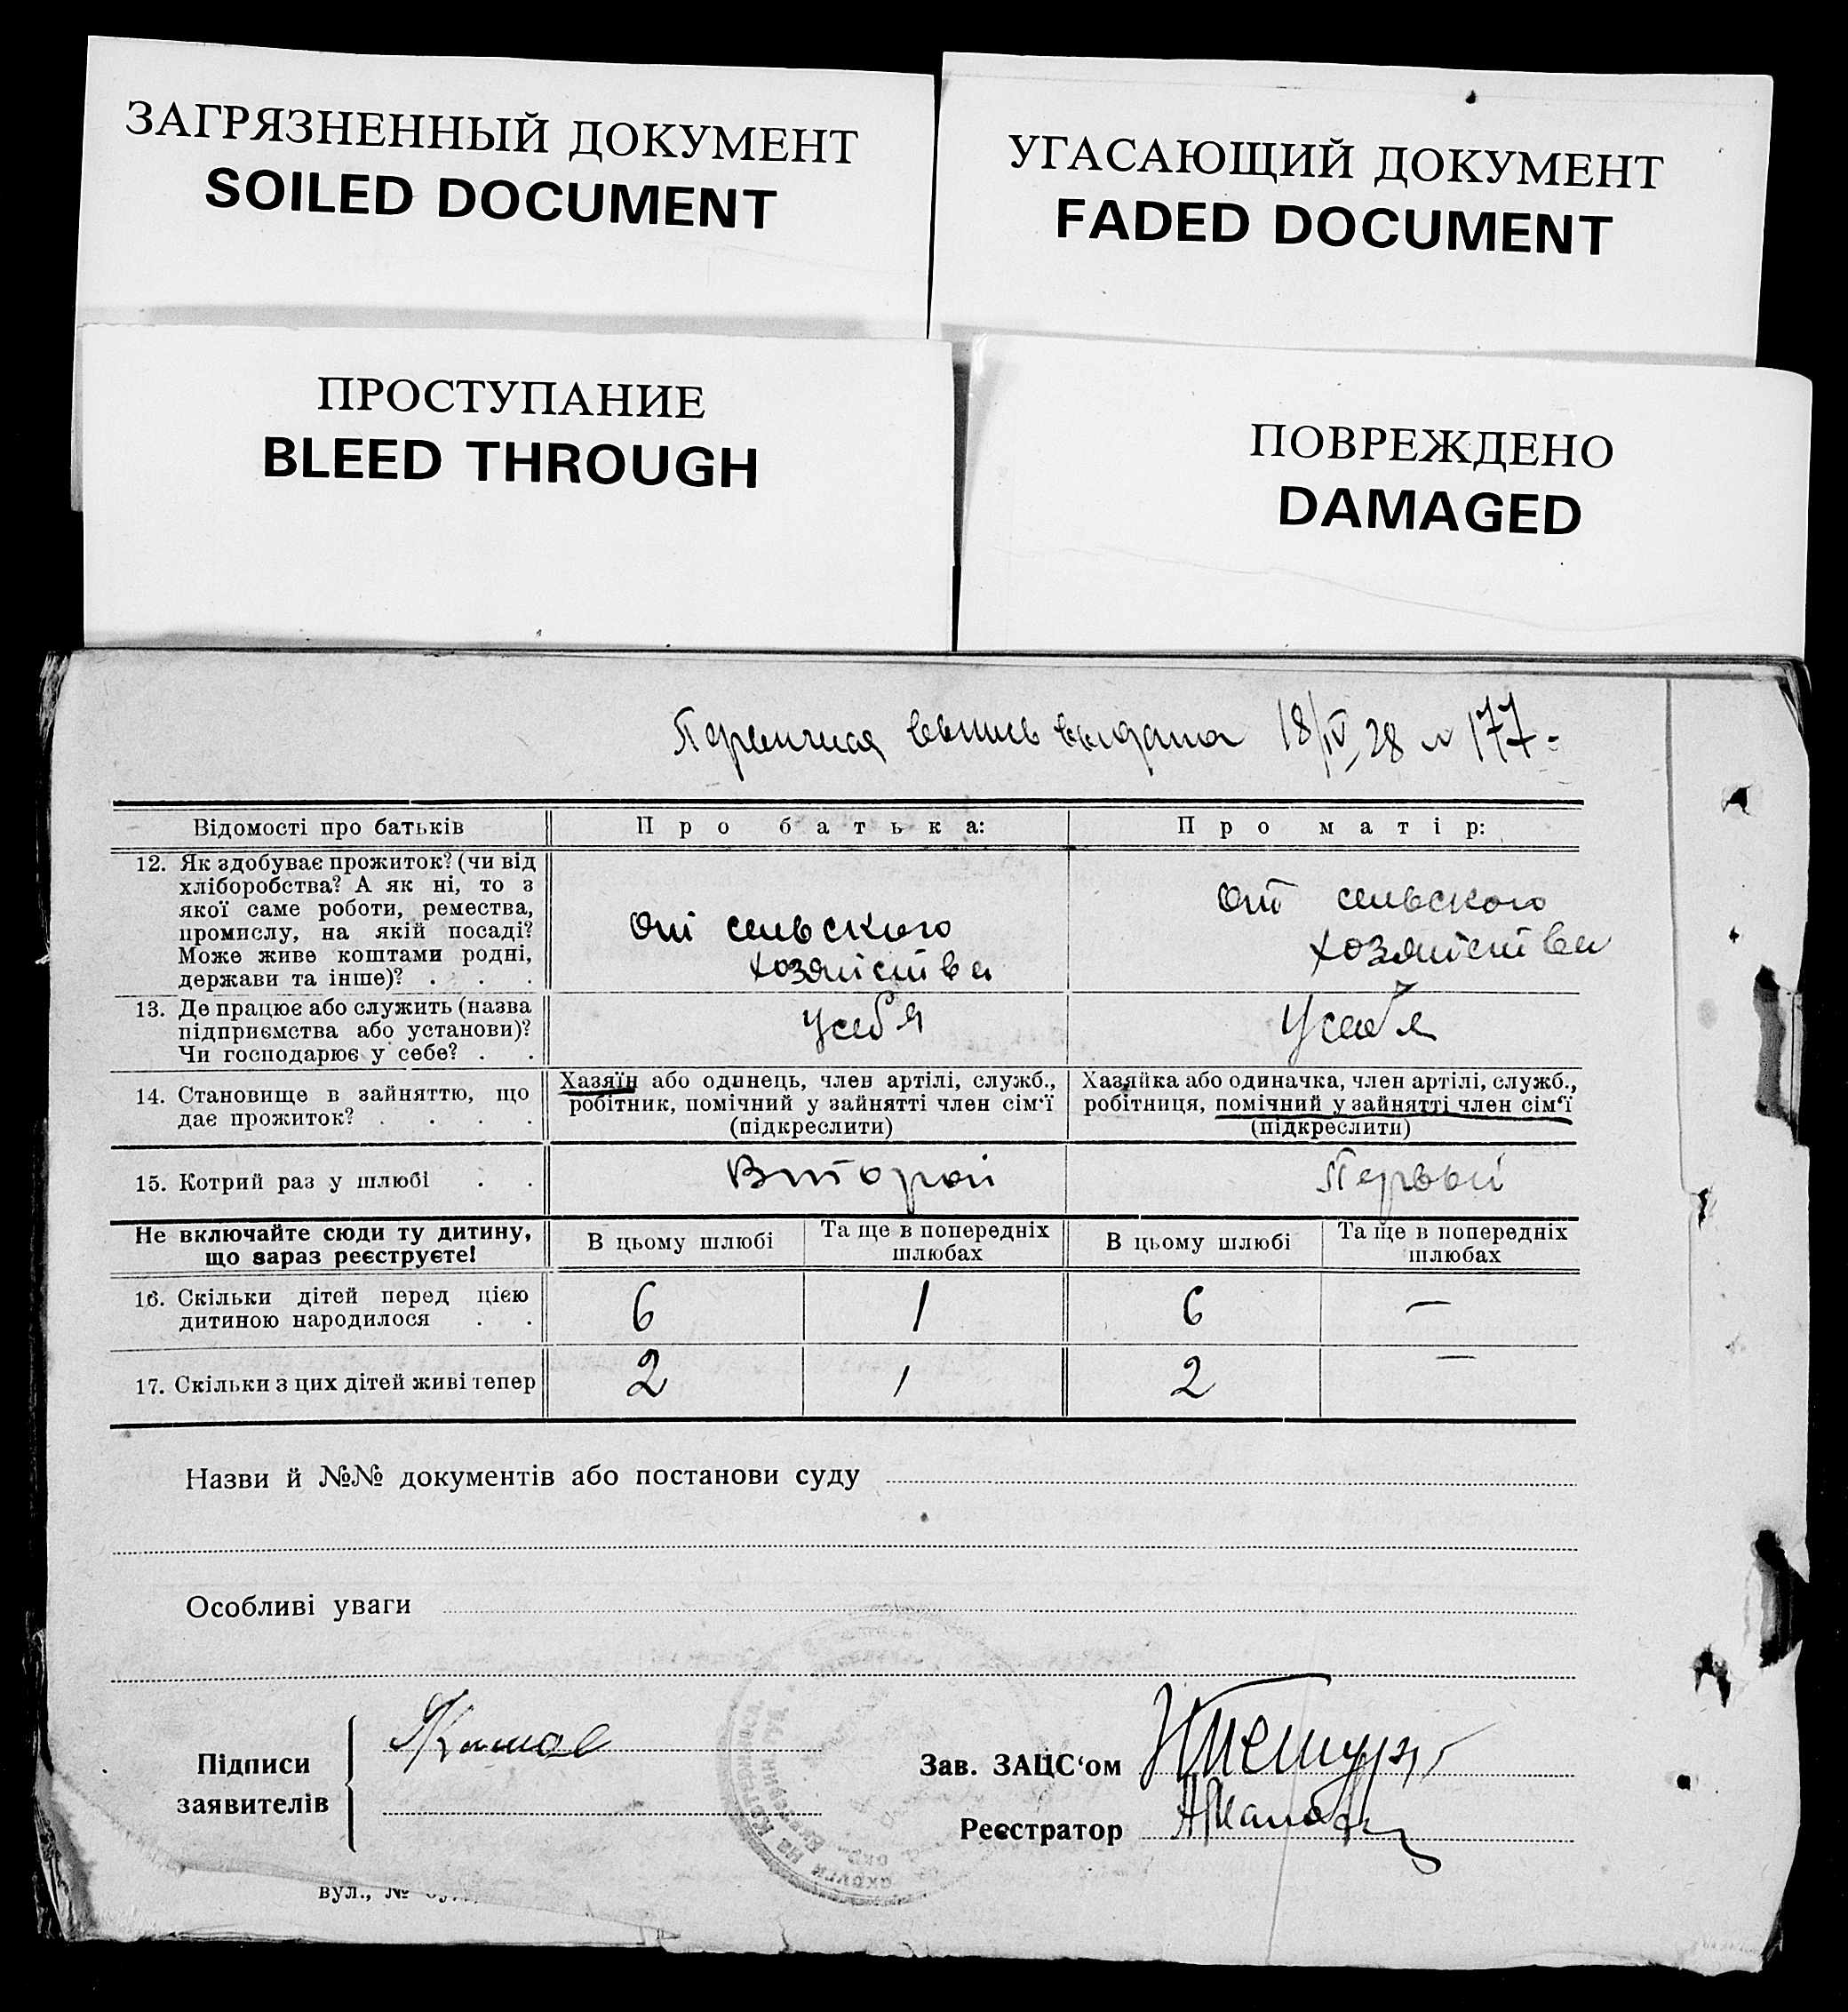 ЗАГРЯЗНЕННЫЙ ДОКУМЕНТ
SOILED DOCUMENT
УГАСАЮЩИЙ ДОКУМЕНТ
FADED DOCUMENT
ПРОСТУПАНИЕ
BLEED THROUGH
ПОВРЕЖДЕНО
DAMAGED
Первичная выпись выдана 18/IV 28 № 177
Відомості про батьків
Про батька:
Про матір:
12. Як здобуває прожиток? (чи від
хліборобства? А як ні, то з
якої саме роботи, ремества,
промислу, на якій посаді?
Може живе коштами родні,
держави та інше)? . . .
От сельского
хозяйства
От сельского
хозяйства
13. Де працює або служить (назва
підприємства або установи)?
Чи господарює у себе? . .
У себя
У себя
14. Становище в зайняттю, що
дає прожиток? . . . .
Хазяїн або одинець, член артілі, служб.,
робітник, помічний у зайнятті член сім'ї
(підкреслити)
Хазяйка або одиначка, член артілі, служб.,
робітниця, помічний у зайнятті член сім'ї
(підкреслити)
15. Котрий раз у шлюбі . .
Второй
Первый
Не включайте сюди ту дитину,
що зараз реєструєте!
В цьому шлюбі
Та ще в попередніх
шлюбах
В цьому шлюбі
Та ще в попередніх
шлюбах
16. Скільки дітей перед цією
дитиною народилося . .
6
1
6
—
17. Скільки з цих дітей живі тепер
2
1
2
—
Назви й №№ документів або постанови суду
Особливі уваги
Підписи
заявителів
Зав. ЗАЦС'ом
Реєстратор
вул., №